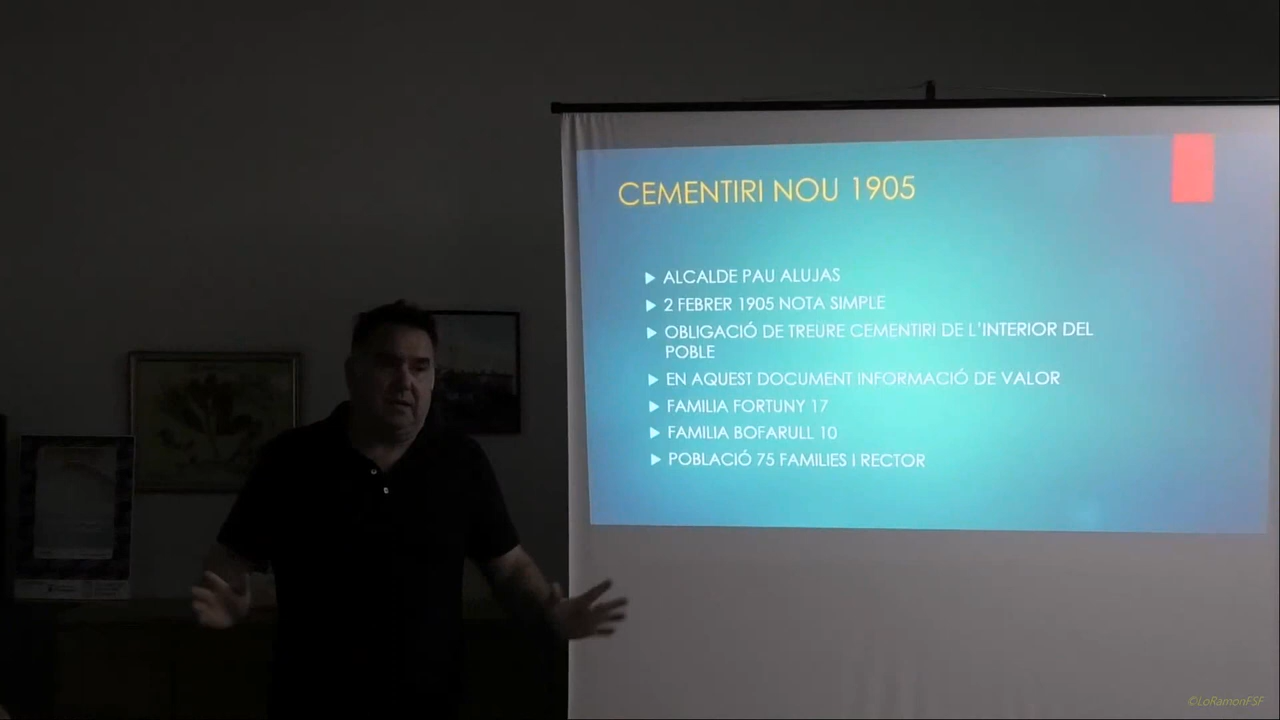 CEMENTIRI NOU 1905
ALCALDE PAU ALUJAS
2 FEBRER 1905 NOTA SIMPLE
OBLIGACIÓ DE TREURE CEMENTIRI DE L'INTERIOR DEL
POBLE
EN AQUEST DOCUMENT INFORMACIÓ DE VALOR
FAMILIA FORTUNY 17
FAMILIA BOFARULL 10
POBLACIÓ 75 FAMILIES I RECTOR
©LoRamonFSF